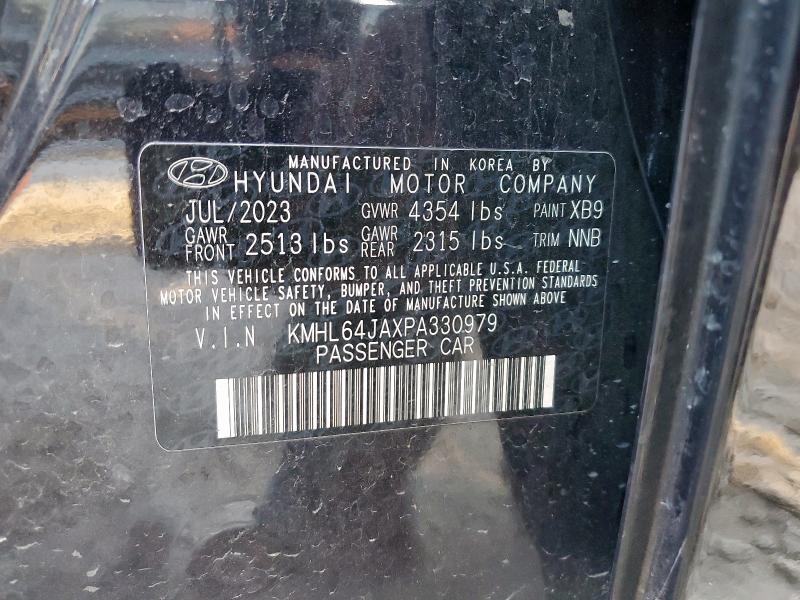 MANUFACTURED IN KOREA BY
HYUNDAI MOTOR COMPANY
JUL/2023 GVWR 4354 lbs PAINT XB9
GAWR FRONT 2513 lbs GAWR REAR 2315 lbs TRIM NNB
THIS VEHICLE CONFORMS TO ALL APPLICABLE U.S.A. FEDERAL
MOTOR VEHICLE SAFETY, BUMPER, AND THEFT PREVENTION STANDARDS
IN EFFECT ON THE DATE OF MANUFACTURE SHOWN ABOVE
V.I.N KMHL64JAXPA330979
PASSENGER CAR